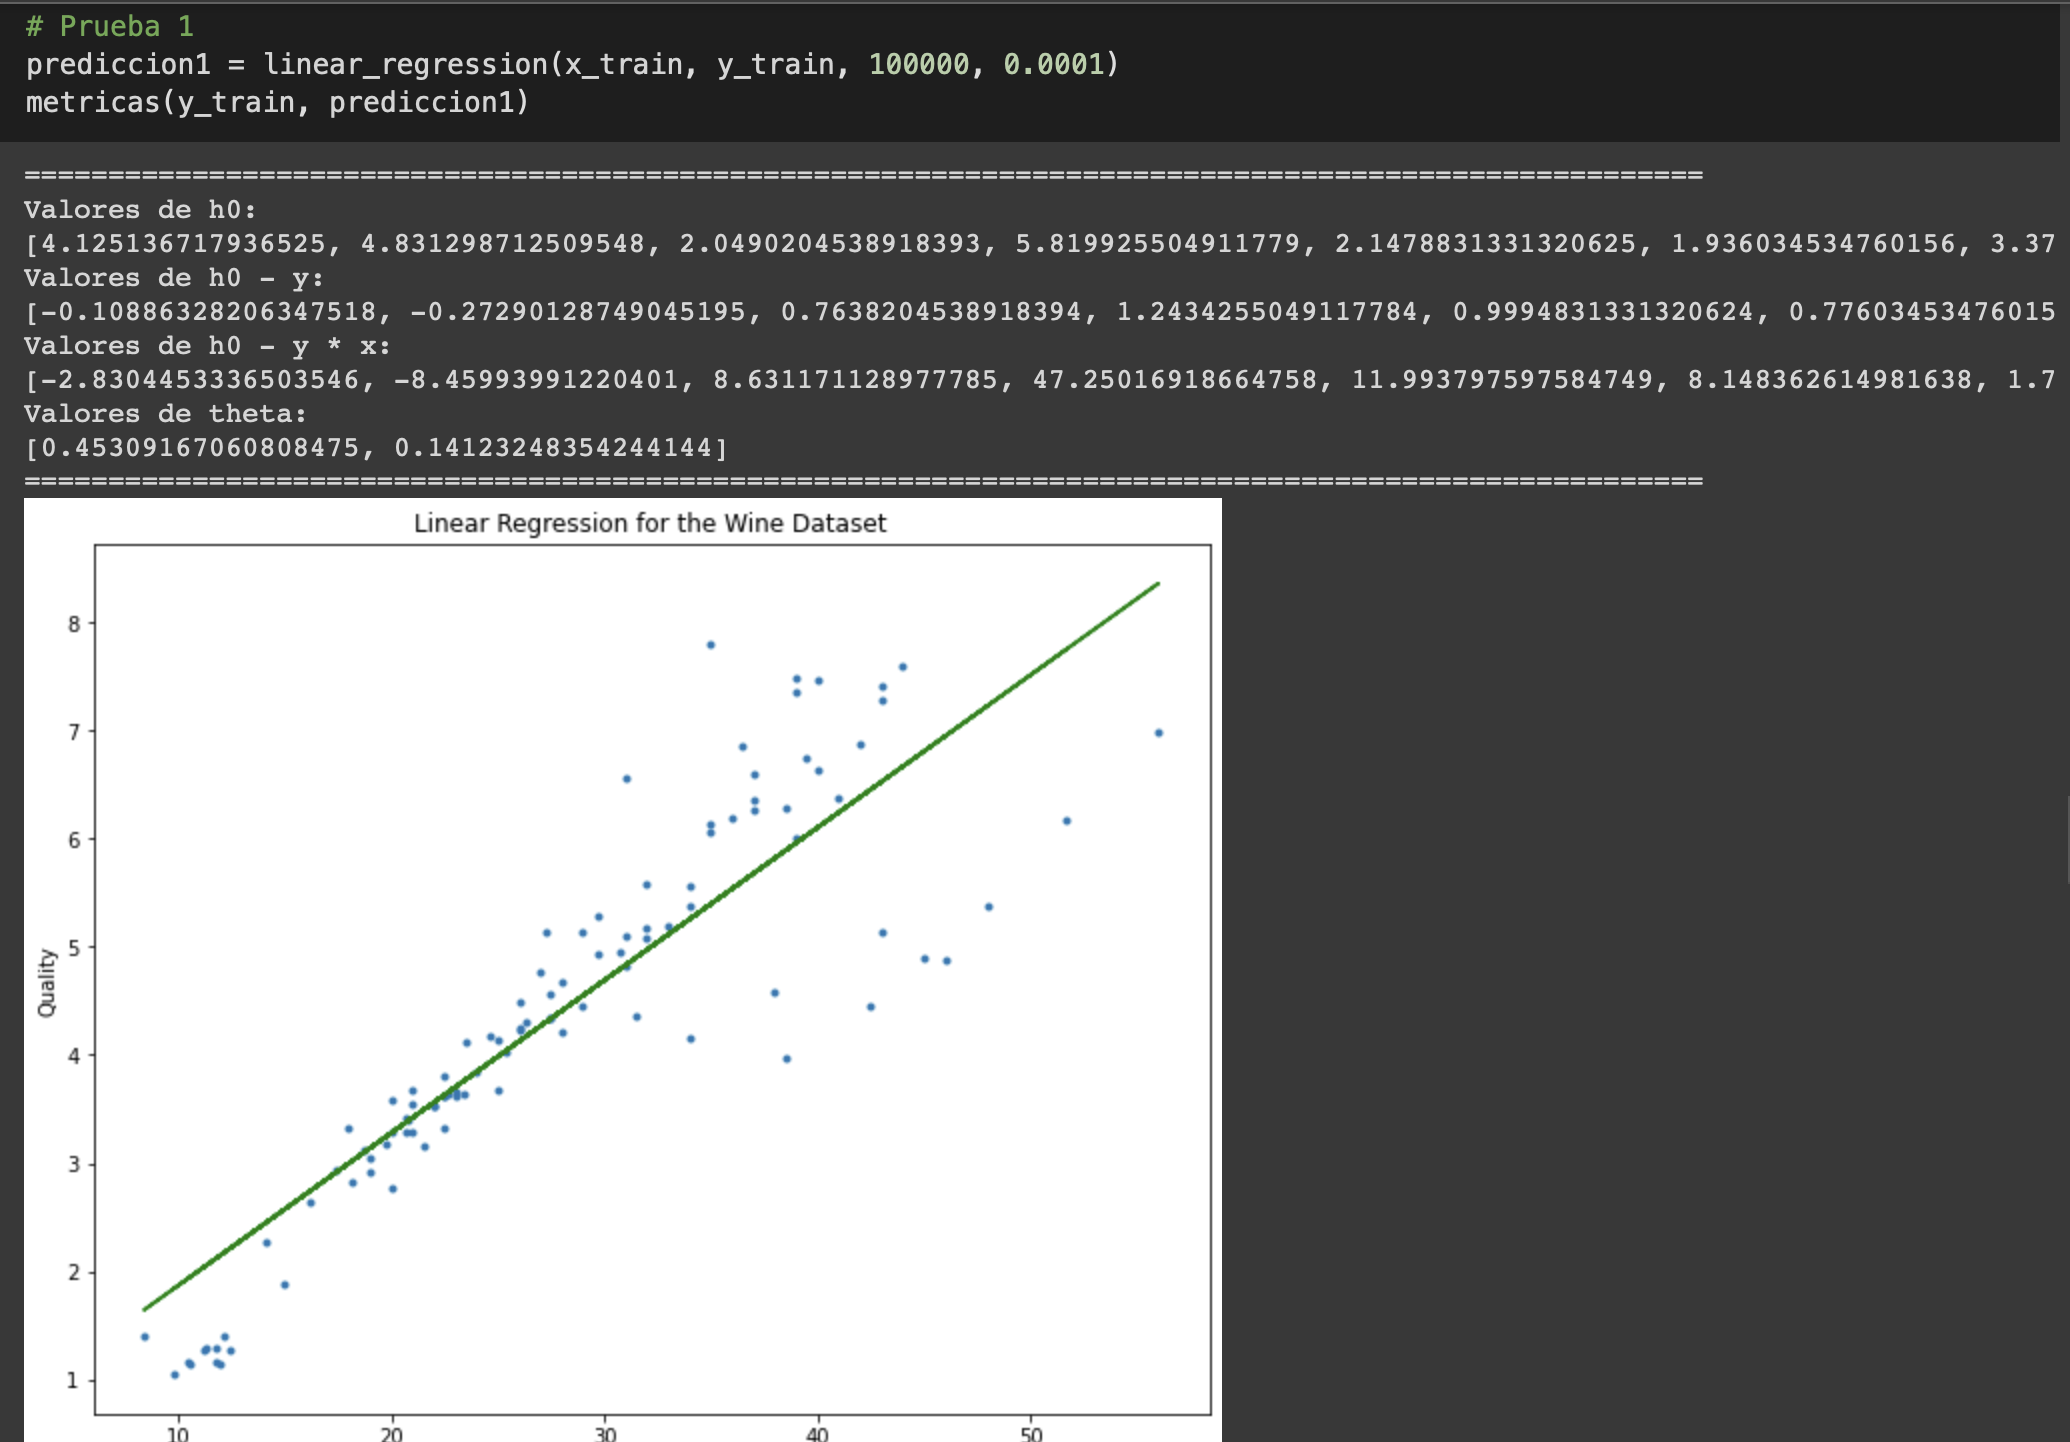 # Prueba 1
prediccion1 = linear_regression(x_train, y_train, 100000, 0.0001)
metricas(y_train, prediccion1)
====================================================================================================
Valores de h0:
[4.125136717936525, 4.831298712509548, 2.0490204538918393, 5.819925504911779, 2.1478831331320625, 1.936034534760156, 3.37
Valores de h0 - y:
[-0.10886328206347518, -0.27290128749045195, 0.7638204538918394, 1.2434255049117784, 0.9994831331320624, 0.77603453476015
Valores de h0 - y * x:
[-2.8304453336503546, -8.45993991220401, 8.631171128977785, 47.25016918664758, 11.993797597584749, 8.148362614981638, 1.7
Valores de theta:
[0.45309167060808475, 0.14123248354244144]
====================================================================================================
Linear Regression for the Wine Dataset
8
7
6
5
4
3
2
1
Quality
10 20 30 40 50